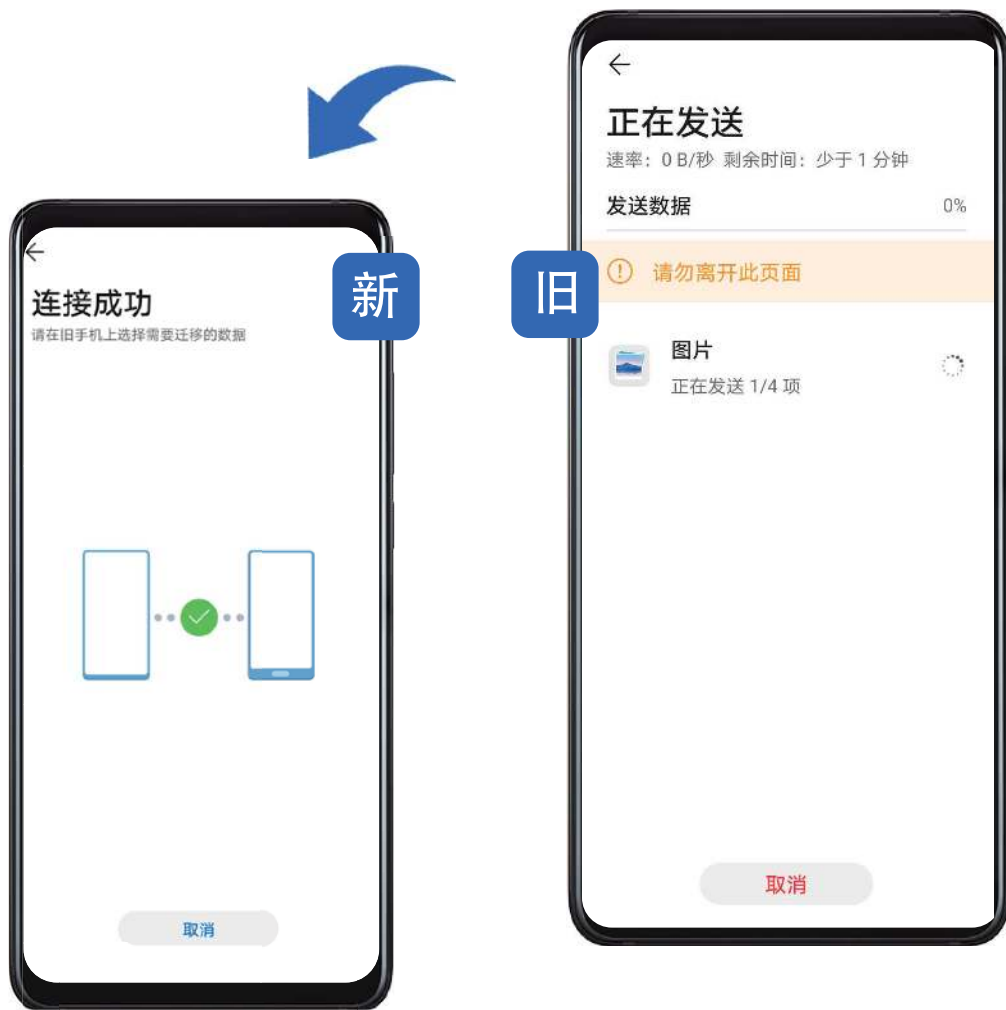 连接成功
请在旧手机上选择需要迁移的数据
新
取消
正在发送
速率：0 B/秒 剩余时间：少于 1 分钟
发送数据 0%
旧
请勿离开此页面
图片
正在发送 1/4 项
取消